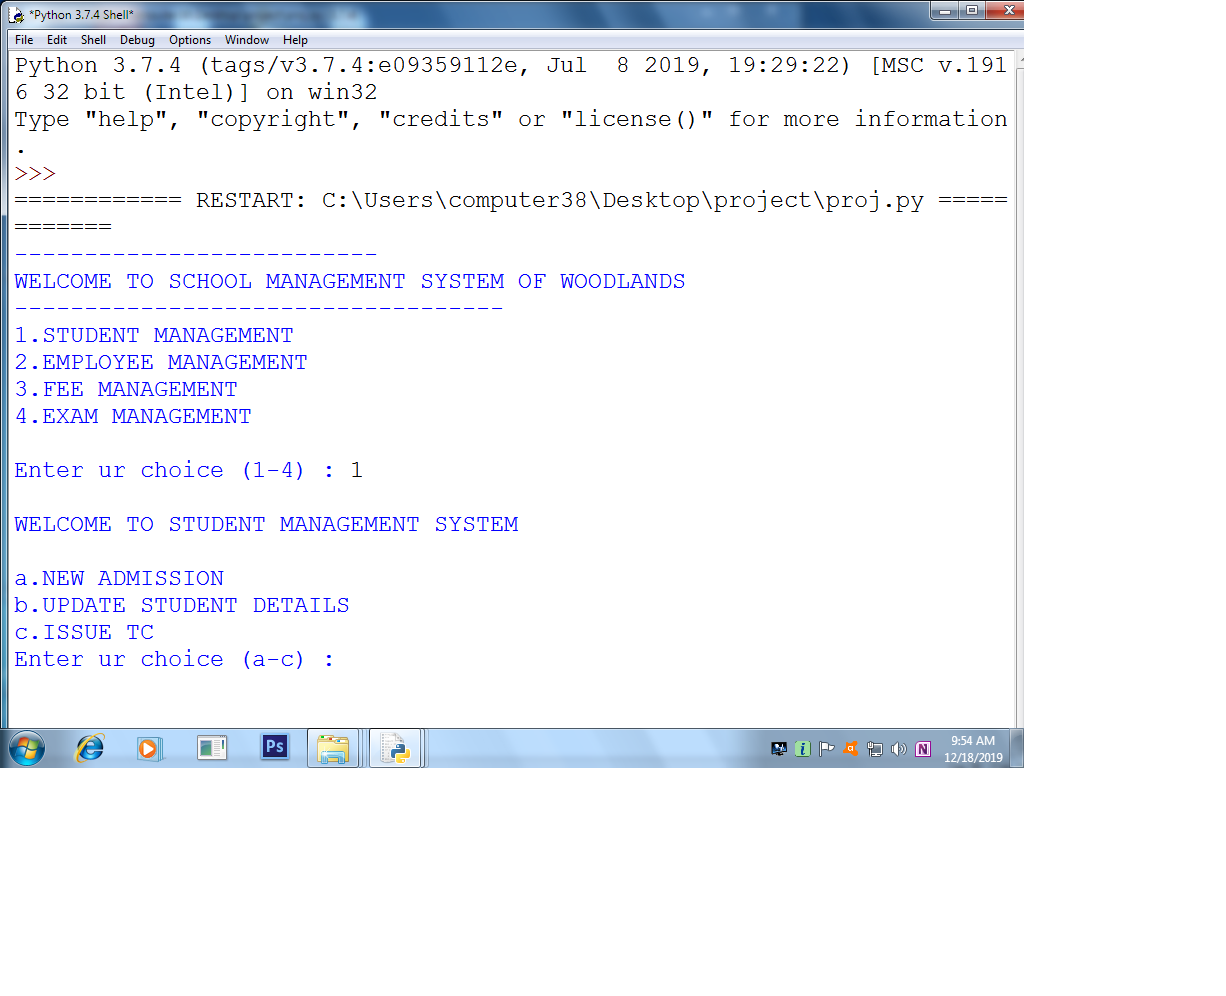 *Python 3.7.4 Shell*
File Edit Shell Debug Options Window Help
Python 3.7.4 (tags/v3.7.4:e09359112e, Jul  8 2019, 19:29:22) [MSC v.191
6 32 bit (Intel)] on win32
Type "help", "copyright", "credits" or "license()" for more information
.
>>>
============ RESTART: C:\Users\computer38\Desktop\project\proj.py =====
=======
--------------------------
WELCOME TO SCHOOL MANAGEMENT SYSTEM OF WOODLANDS
-----------------------------------
1.STUDENT MANAGEMENT
2.EMPLOYEE MANAGEMENT
3.FEE MANAGEMENT
4.EXAM MANAGEMENT
Enter ur choice (1-4) : 1
WELCOME TO STUDENT MANAGEMENT SYSTEM
a.NEW ADMISSION
b.UPDATE STUDENT DETAILS
c.ISSUE TC
Enter ur choice (a-c) :
Ps
9:54 AM
12/18/2019